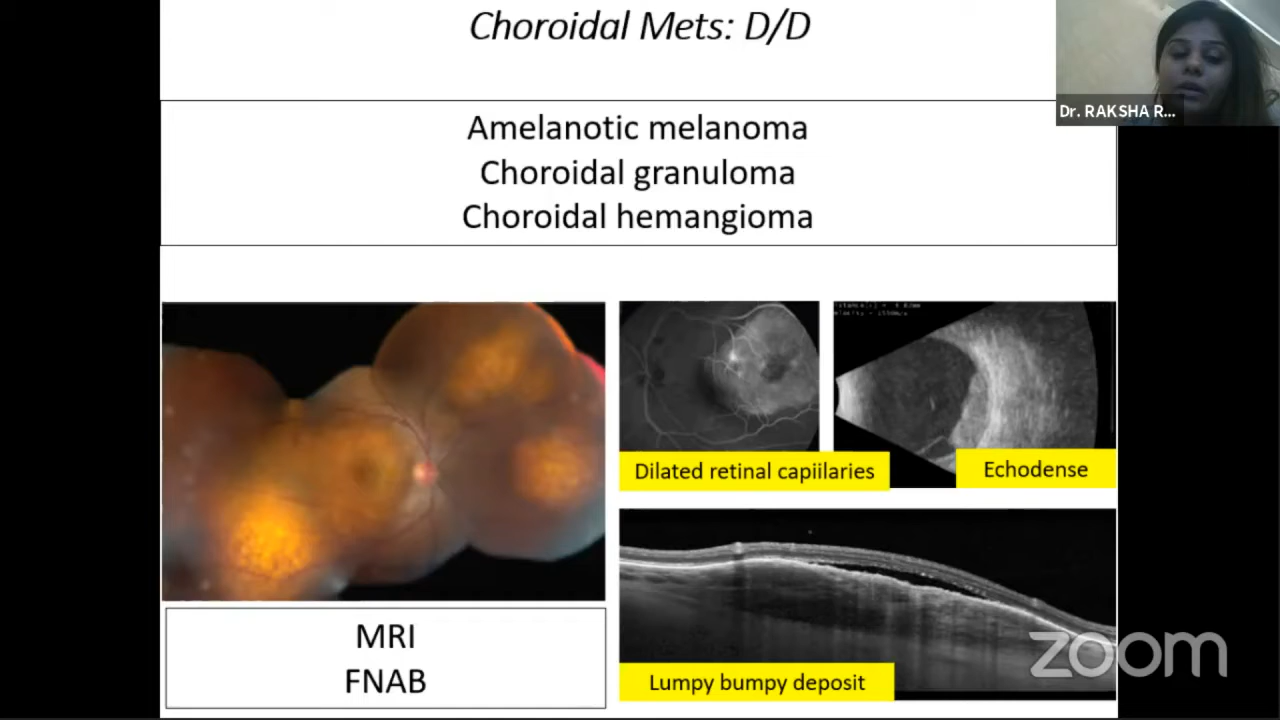 Choroidal Mets: D/D
Dr. RAKSHA R...
Amelanotic melanoma
Choroidal granuloma
Choroidal hemangioma
Dilated retinal capiilaries
Echodense
MRI
FNAB
Lumpy bumpy deposit
zoom